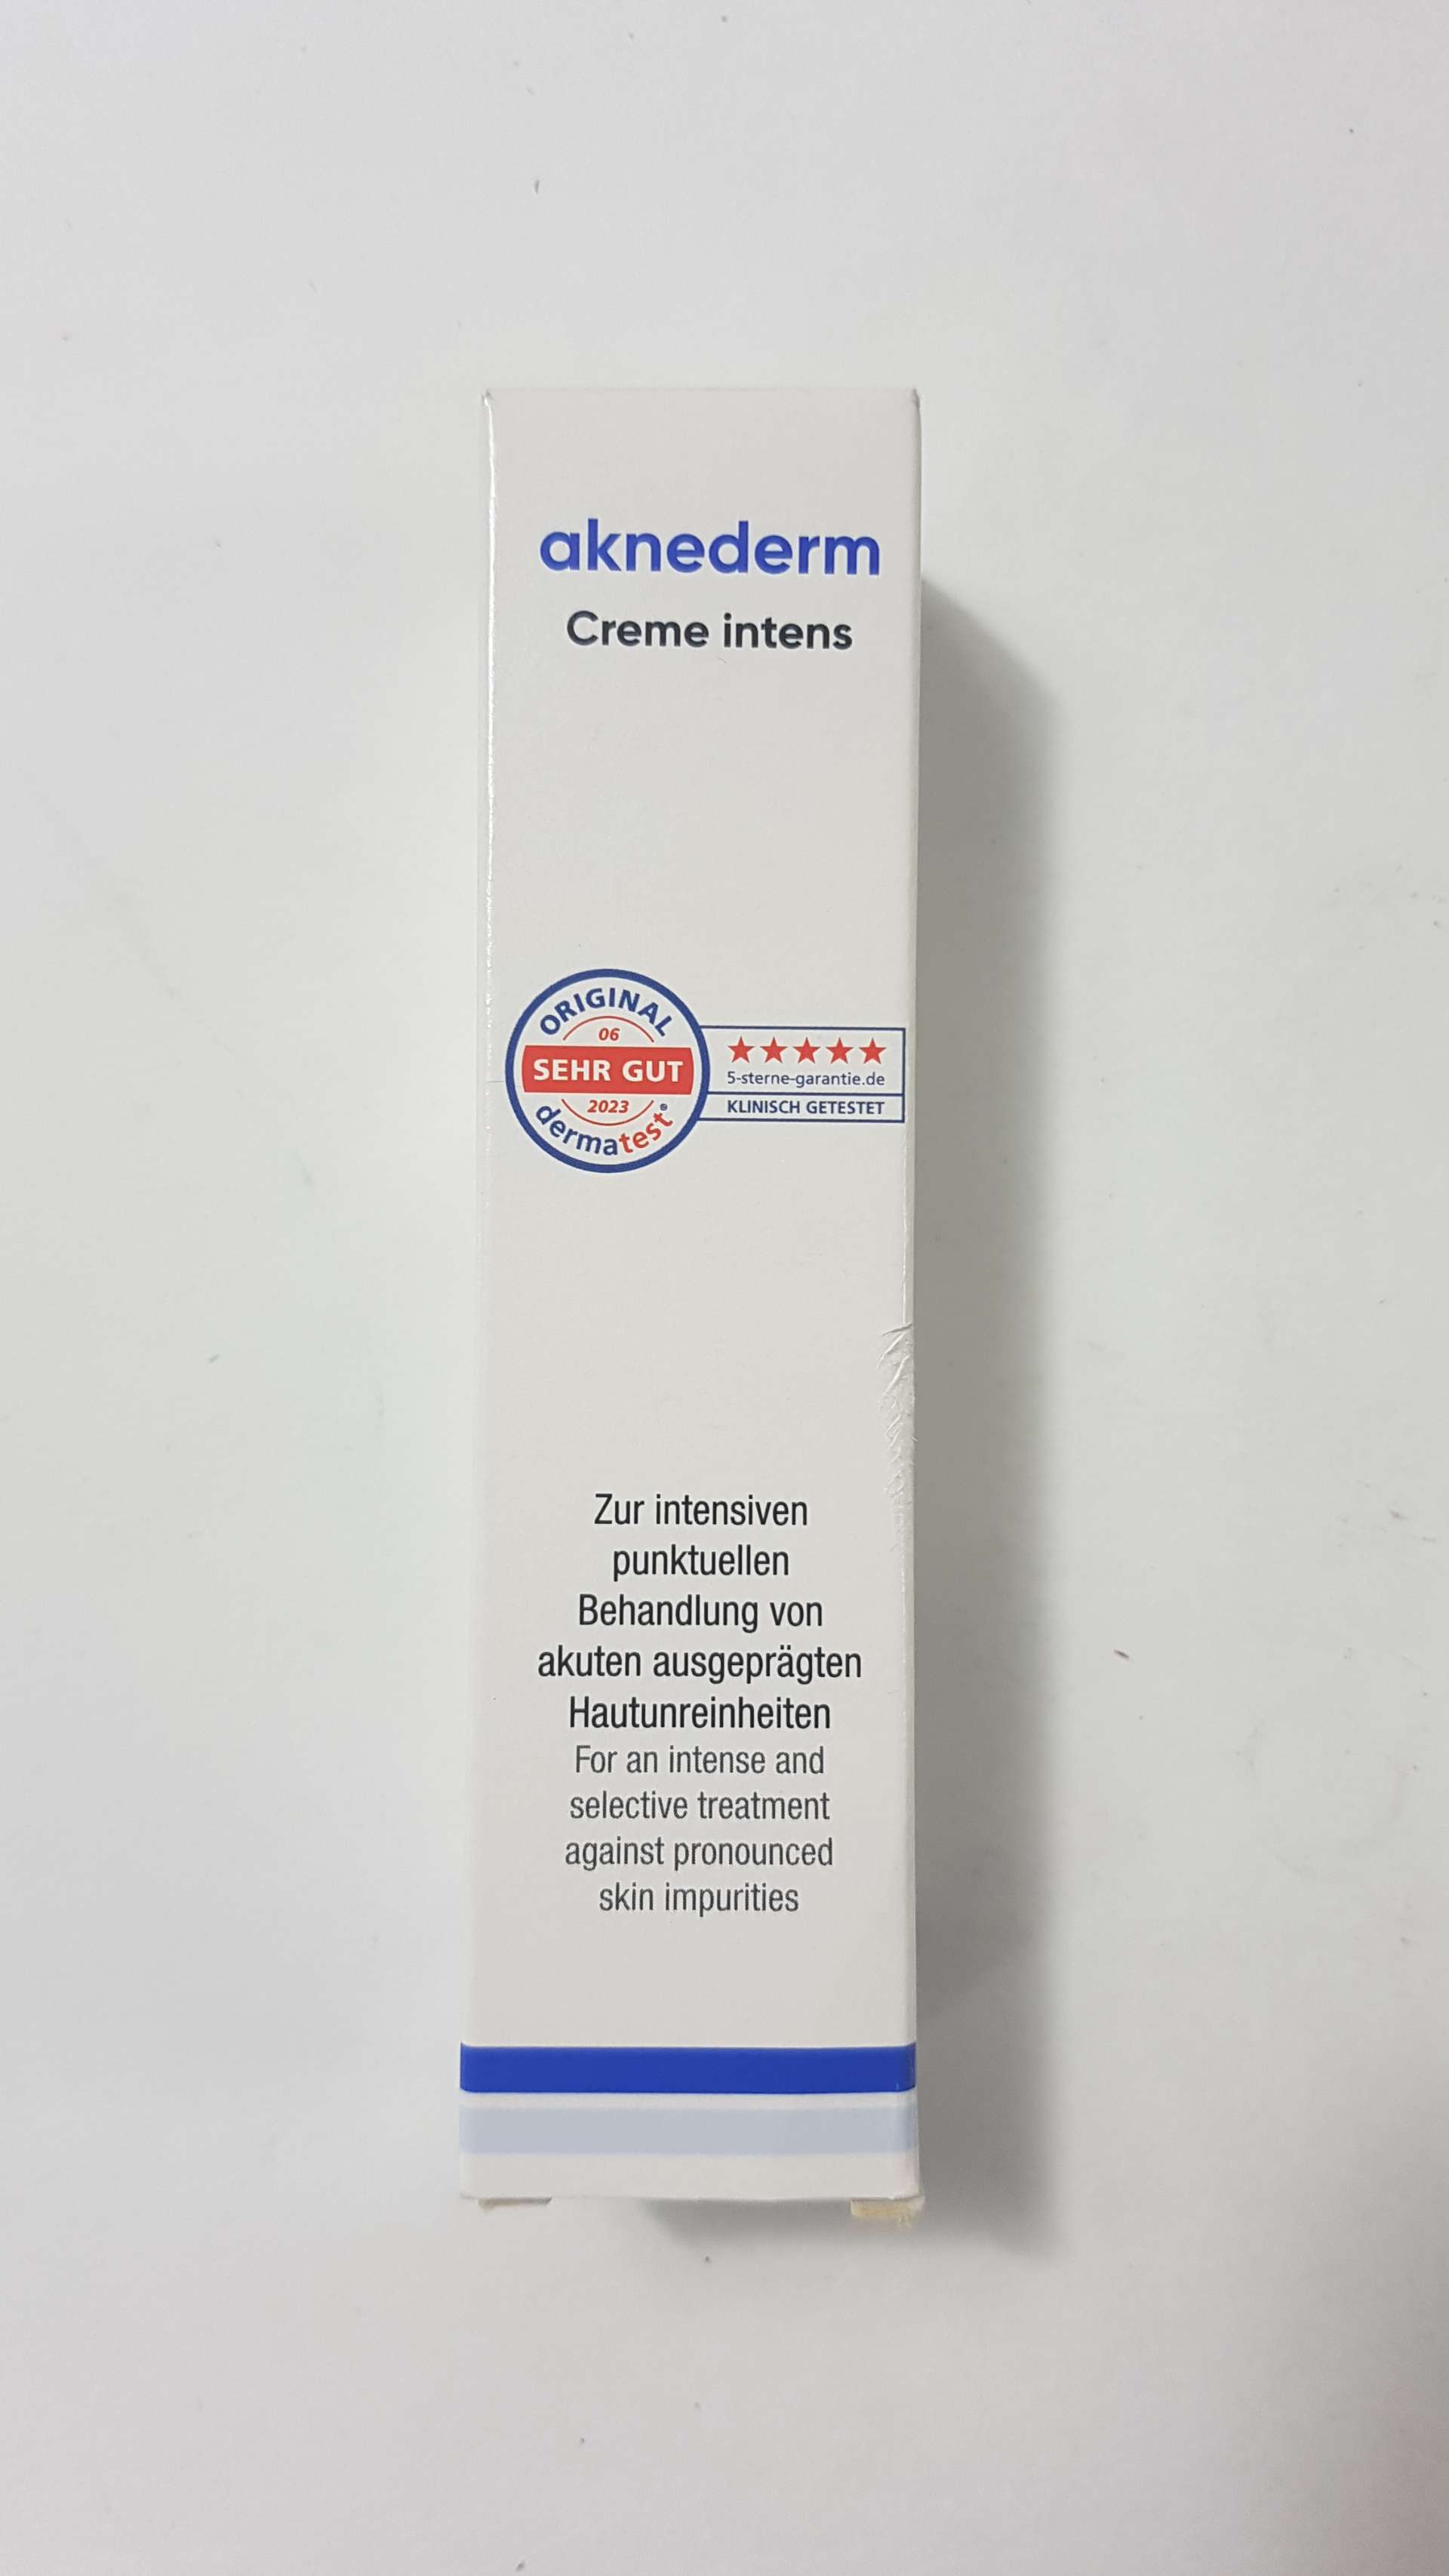 aknederm
Creme intens
ORIGINAL
06
SEHR GUT
2023
dermatest®
5-sterne-garantie.de
KLINISCH GETESTET
Zur intensiven
punktuellen
Behandlung von
akuten ausgeprägten
Hautunreinheiten
For an intense and
selective treatment
against pronounced
skin impurities